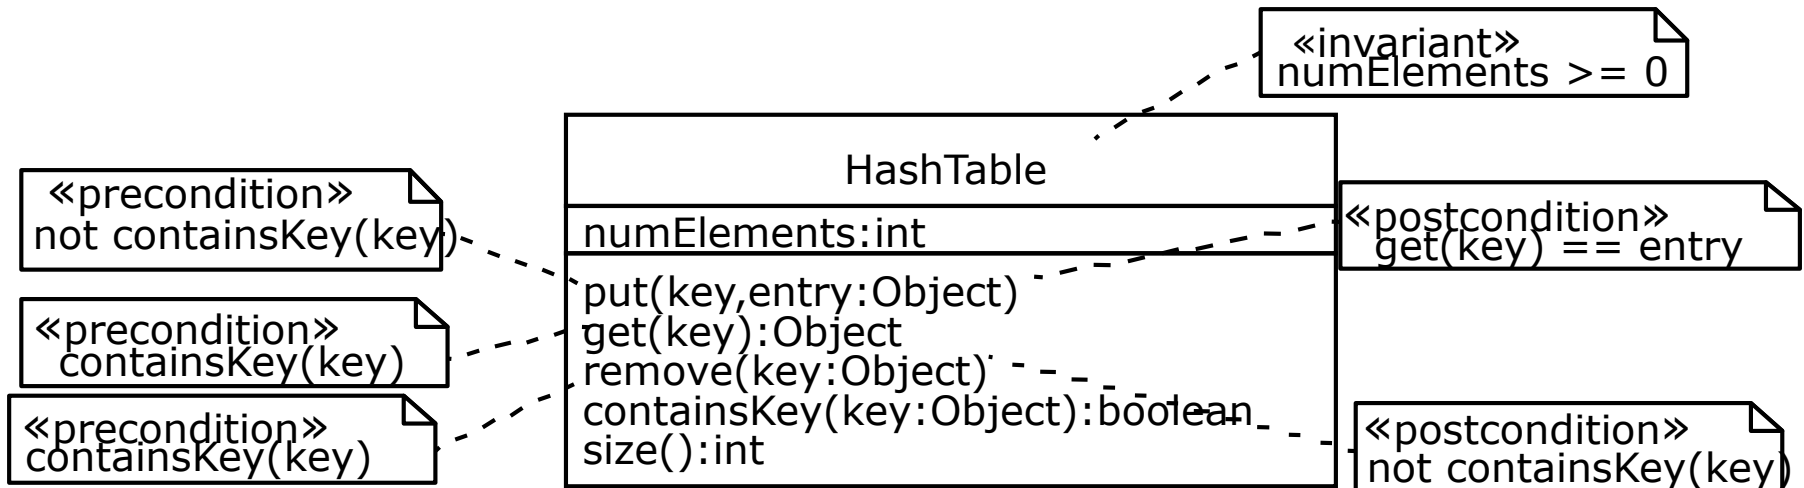 «invariant»
numElements >= 0
HashTable
numElements:int
put(key,entry:Object)
get(key):Object
remove(key:Object)
containsKey(key:Object):boolean
size():int
«precondition»
not containsKey(key)
«precondition»
containsKey(key)
«precondition»
containsKey(key)
«postcondition»
get(key) == entry
«postcondition»
not containsKey(key)